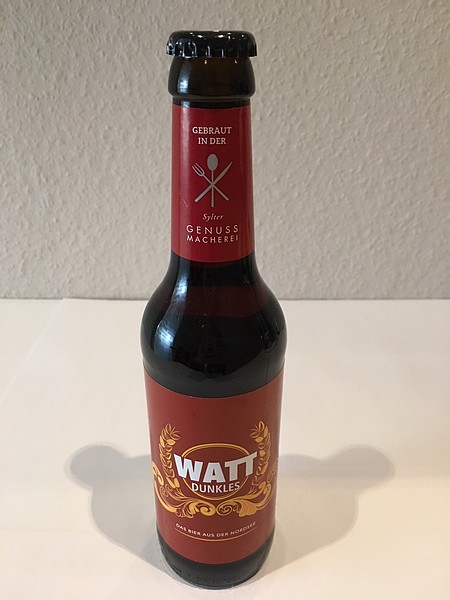 GEBRAUT
IN DER
Sylter
GENUSS
MACHEREI
WATT
DUNKLES
DAS BIER AUS DER NORDSEE